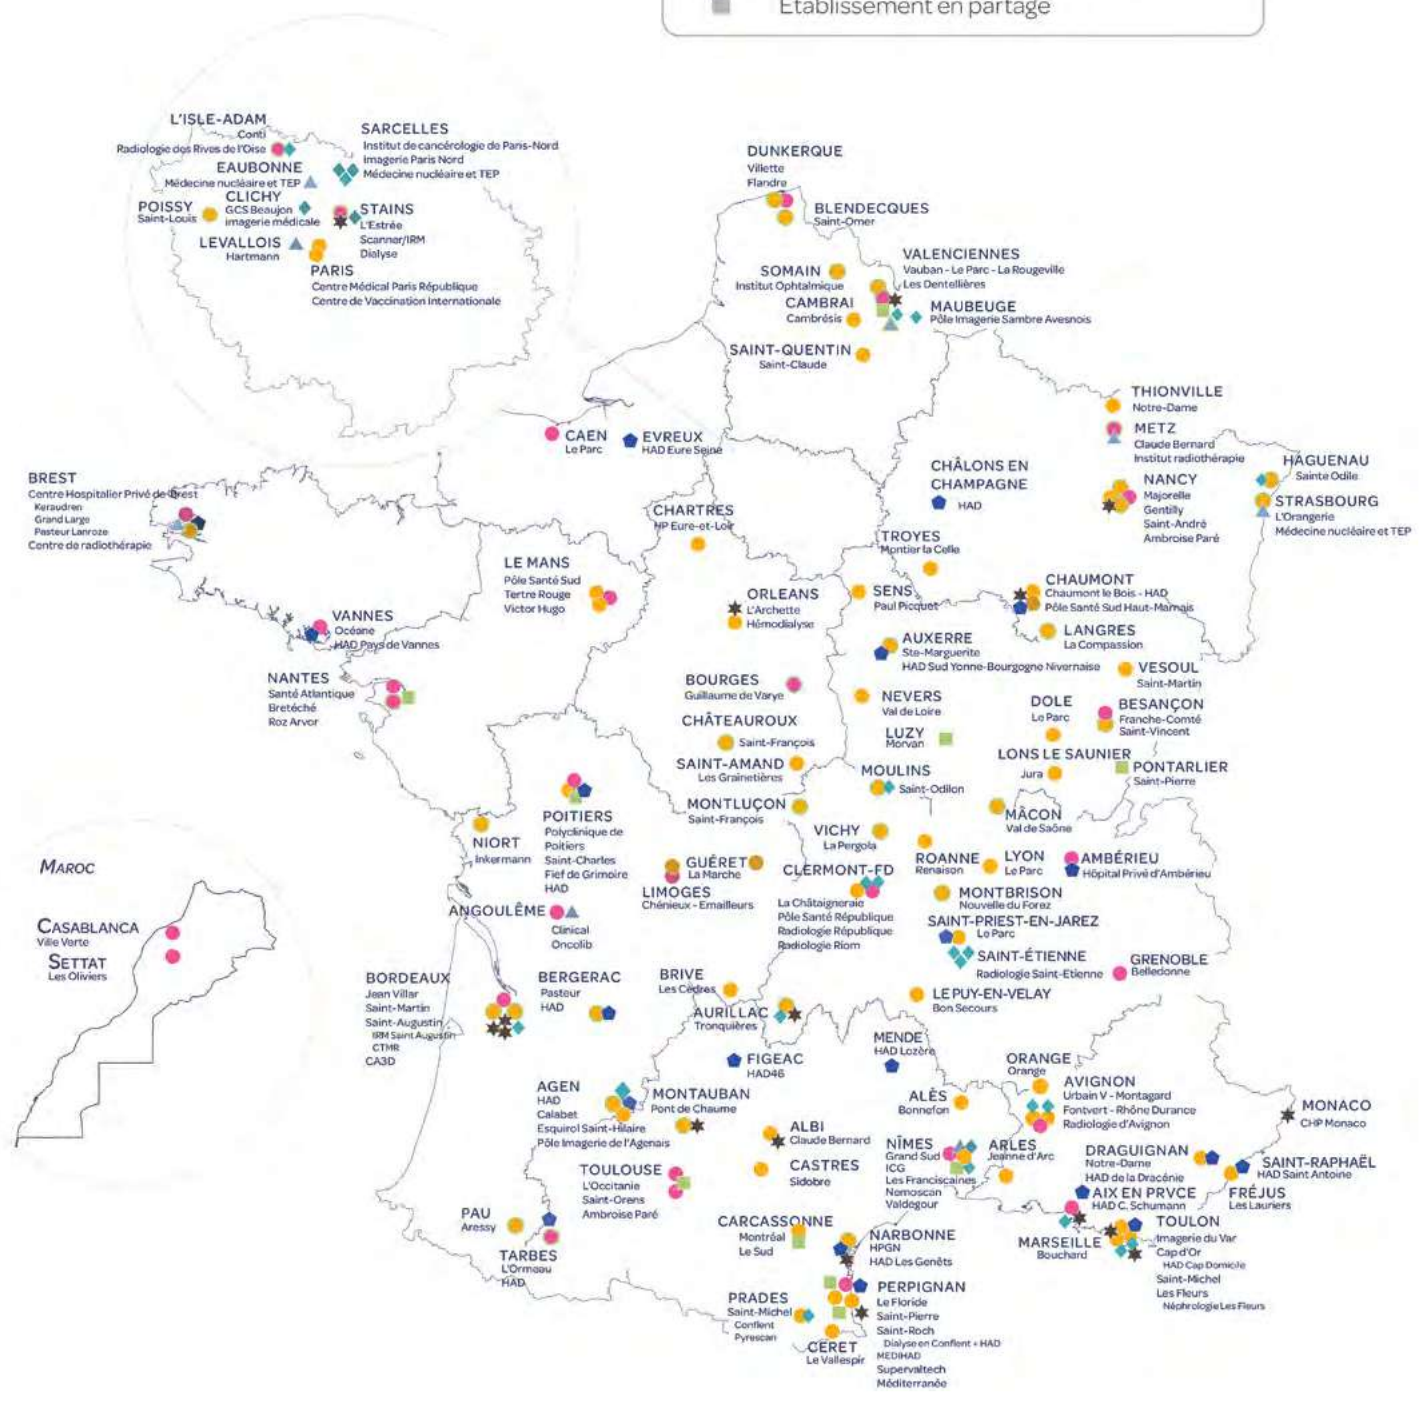 Etablissement en partage
L'ISLE-ADAM
Conti
Radiologie des Rives de l'Oise
EAUBONNE
Médecine nucléaire et TEP
SARCELLES
Institut de cancérologie de Paris-Nord
Imagerie Paris Nord
Médecine nucléaire et TEP
POISSY
Saint-Louis
CLICHY
GCS Beaujon
imagerie médicale
STAINS
L'Estrée
Scanner/IRM
Dialyse
LEVALLOIS
Hartmann
PARIS
Centre Médical Paris République
Centre de Vaccination Internationale
DUNKERQUE
Villette
Flandre
BLENDECQUES
Saint-Omer
SOMAIN
Institut Ophtalmique
VALENCIENNES
Vauban - Le Parc - La Rougeville
Les Dentellières
CAMBRAI
Cambrésis
MAUBEUGE
Pôle Imagerie Sambre Avesnois
SAINT-QUENTIN
Saint-Claude
THIONVILLE
Notre-Dame
METZ
Claude Bernard
Institut radiothérapie
CAEN
Le Parc
EVREUX
HAD Eure Seine
CHÂLONS EN
CHAMPAGNE
HAD
NANCY
Majorelle
Gentilly
Saint-André
Ambroise Paré
HAGUENAU
Sainte Odile
STRASBOURG
L'Orangerie
Médecine nucléaire et TEP
BREST
Centre Hospitalier Privé de Brest
Keraudren
Grand Large
Pasteur Lanroze
Centre de radiothérapie
CHARTRES
HP Eure-et-Loir
TROYES
Montier la Celle
LE MANS
Pôle Santé Sud
Tertre Rouge
Victor Hugo
ORLEANS
L'Archette
Hémodialyse
SENS
Paul Picquet
CHAUMONT
Chaumont le Bois - HAD
Pôle Santé Sud Haut-Marnais
LANGRES
La Compassion
VANNES
Océane
HAD Pays de Vannes
AUXERRE
Ste-Marguerite
HAD Sud Yonne-Bourgogne Nivernaise
VESOUL
Saint-Martin
NANTES
Santé Atlantique
Bretéché
Roz Arvor
BOURGES
Guillaume de Varye
NEVERS
Val de Loire
DOLE
Le Parc
BESANÇON
Franche-Comté
Saint-Vincent
CHÂTEAUROUX
Saint-François
LUZY
Morvan
SAINT-AMAND
Les Grainetières
MOULINS
Saint-Odilon
LONS LE SAUNIER
Jura
PONTARLIER
Saint-Pierre
MONTLUÇON
Saint-François
MÂCON
Val de Saône
POITIERS
Polyclinique de
Poitiers
Saint-Charles
Fief de Grimoire
HAD
NIORT
Inkermann
VICHY
La Pergola
ROANNE
Renaison
LYON
Le Parc
AMBÉRIEU
Hôpital Privé d'Ambérieu
GUÉRET
La Marche
LIMOGES
Chénieux - Emailleurs
CLERMONT-FD
La Châtaigneraie
Pôle Santé République
Radiologie République
Radiologie Riom
MONTBRISON
Nouvelle du Forez
SAINT-PRIEST-EN-JAREZ
Le Parc
SAINT-ÉTIENNE
Radiologie Saint-Etienne
GRENOBLE
Belledonne
MAROC
CASABLANCA
Ville Verte
SETTAT
Les Oliviers
ANGOULÊME
Clinical
Oncolib
BORDEAUX
Jean Villar
Saint-Martin
Saint-Augustin
IRM Saint Augustin
CTMR
CA3D
BERGERAC
Pasteur
HAD
BRIVE
Les Cèdres
AURILLAC
Tronquières
LE PUY-EN-VELAY
Bon Secours
FIGEAC
HAD46
MENDE
HAD Lozère
ORANGE
Orange
AGEN
HAD
Calabet
Esquirol Saint-Hilaire
Pôle Imagerie de l'Agenais
MONTAUBAN
Pont de Chaume
ALÈS
Bonnefon
AVIGNON
Urbain V - Montagard
Fontvert - Rhône Durance
Radiologie d'Avignon
MONACO
CHP Monaco
ALBI
Claude Bernard
CASTRES
Sidobre
NÎMES
Grand Sud
ICG
Les Franciscaines
Nemoscan
Valdegour
ARLES
Jeanne d'Arc
DRAGUIGNAN
Notre-Dame
HAD de la Dracénie
SAINT-RAPHAËL
HAD Saint Antoine
FRÉJUS
Les Lauriers
TOULOUSE
L'Occitanie
Saint-Orens
Ambroise Paré
AIX EN PRVCE
HAD C. Schumann
MARSEILLE
Bouchard
TOULON
Imagerie du Var
Cap d'Or
HAD Cap Domicile
Saint-Michel
Les Fleurs
Néphrologie Les Fleurs
PAU
Aressy
TARBES
L'Ormeau
HAD
CARCASSONNE
Montréal
Le Sud
NARBONNE
HPGN
HAD Les Genêts
PRADES
Saint-Michel
Conflent
Pyrescan
PERPIGNAN
Le Floride
Saint-Pierre
Saint-Roch
Dialyse en Conflent + HAD
MEDIHAD
Supervaltech
Méditerranée
CÉRET
Le Vallespir